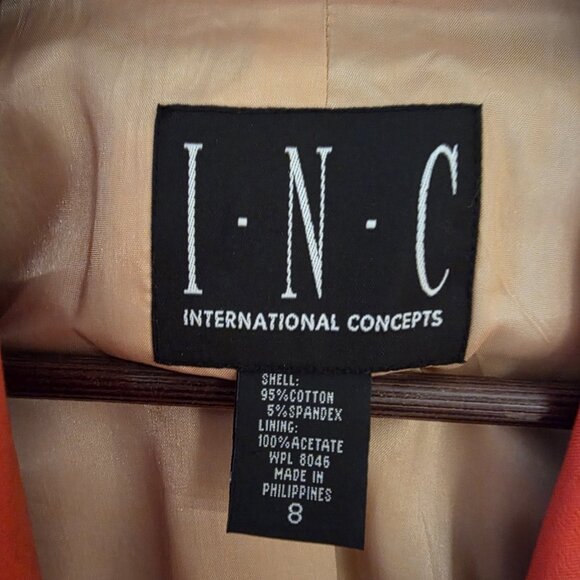 I·N·C
INTERNATIONAL CONCEPTS
SHELL:
95%COTTON
5%SPANDEX
LINING:
100%ACETATE
WPL 8046
MADE IN
PHILIPPINES
8